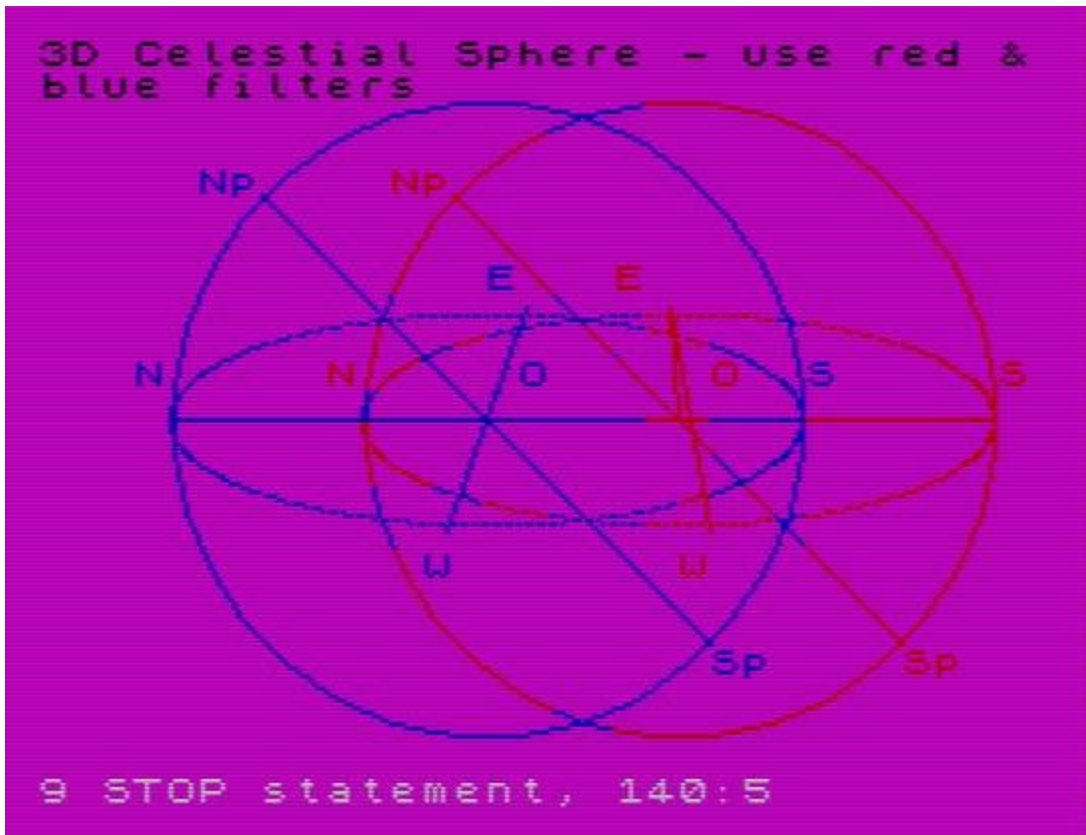 3D Celestial Sphere - use red &
blue filters
Np Np
E E
N N O O S S
W W
Sp Sp
9 STOP statement, 140:5